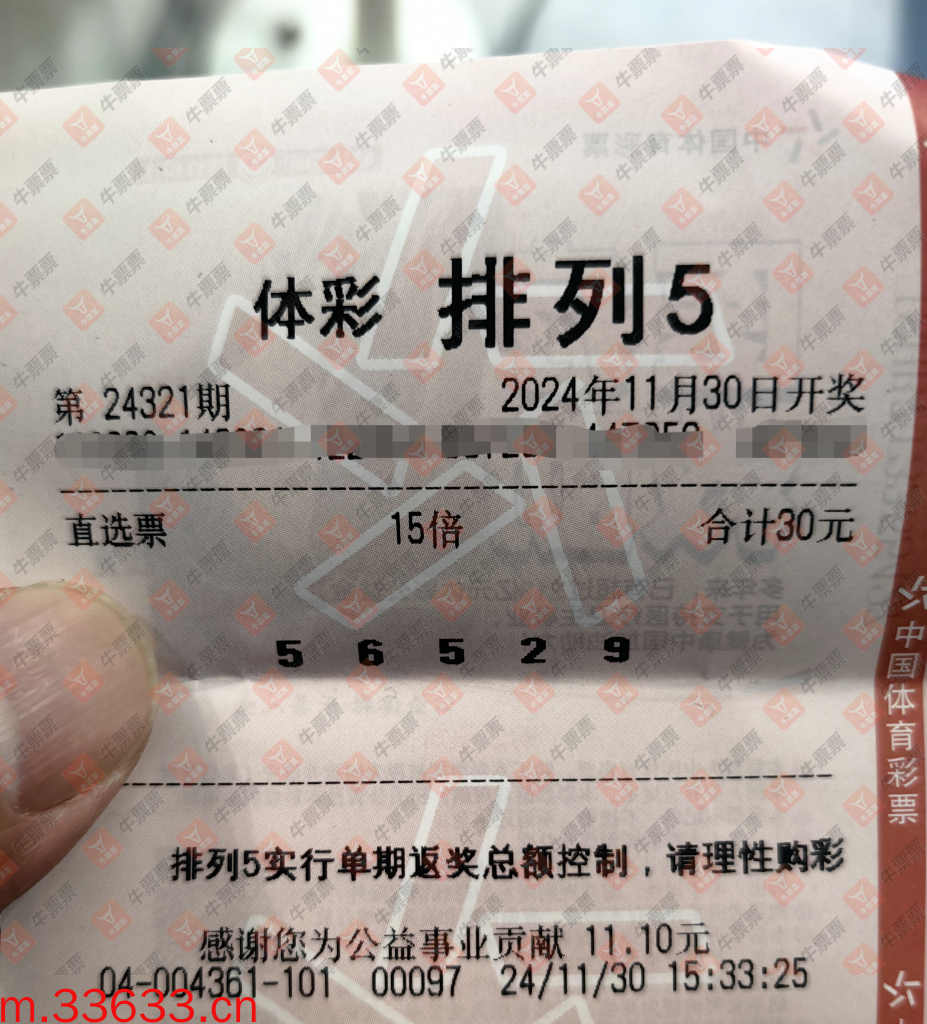 体彩 排列5
第 24321期 2024年11月30日开奖
直选票 15倍 合计30元
5 6 5 2 9
排列5实行单期返奖总额控制，请理性购彩
感谢您为公益事业贡献 11.10元
04-004361-101 00097 24/11/30 15:33:25
中国体育彩票
牛票票
m.33633.cn